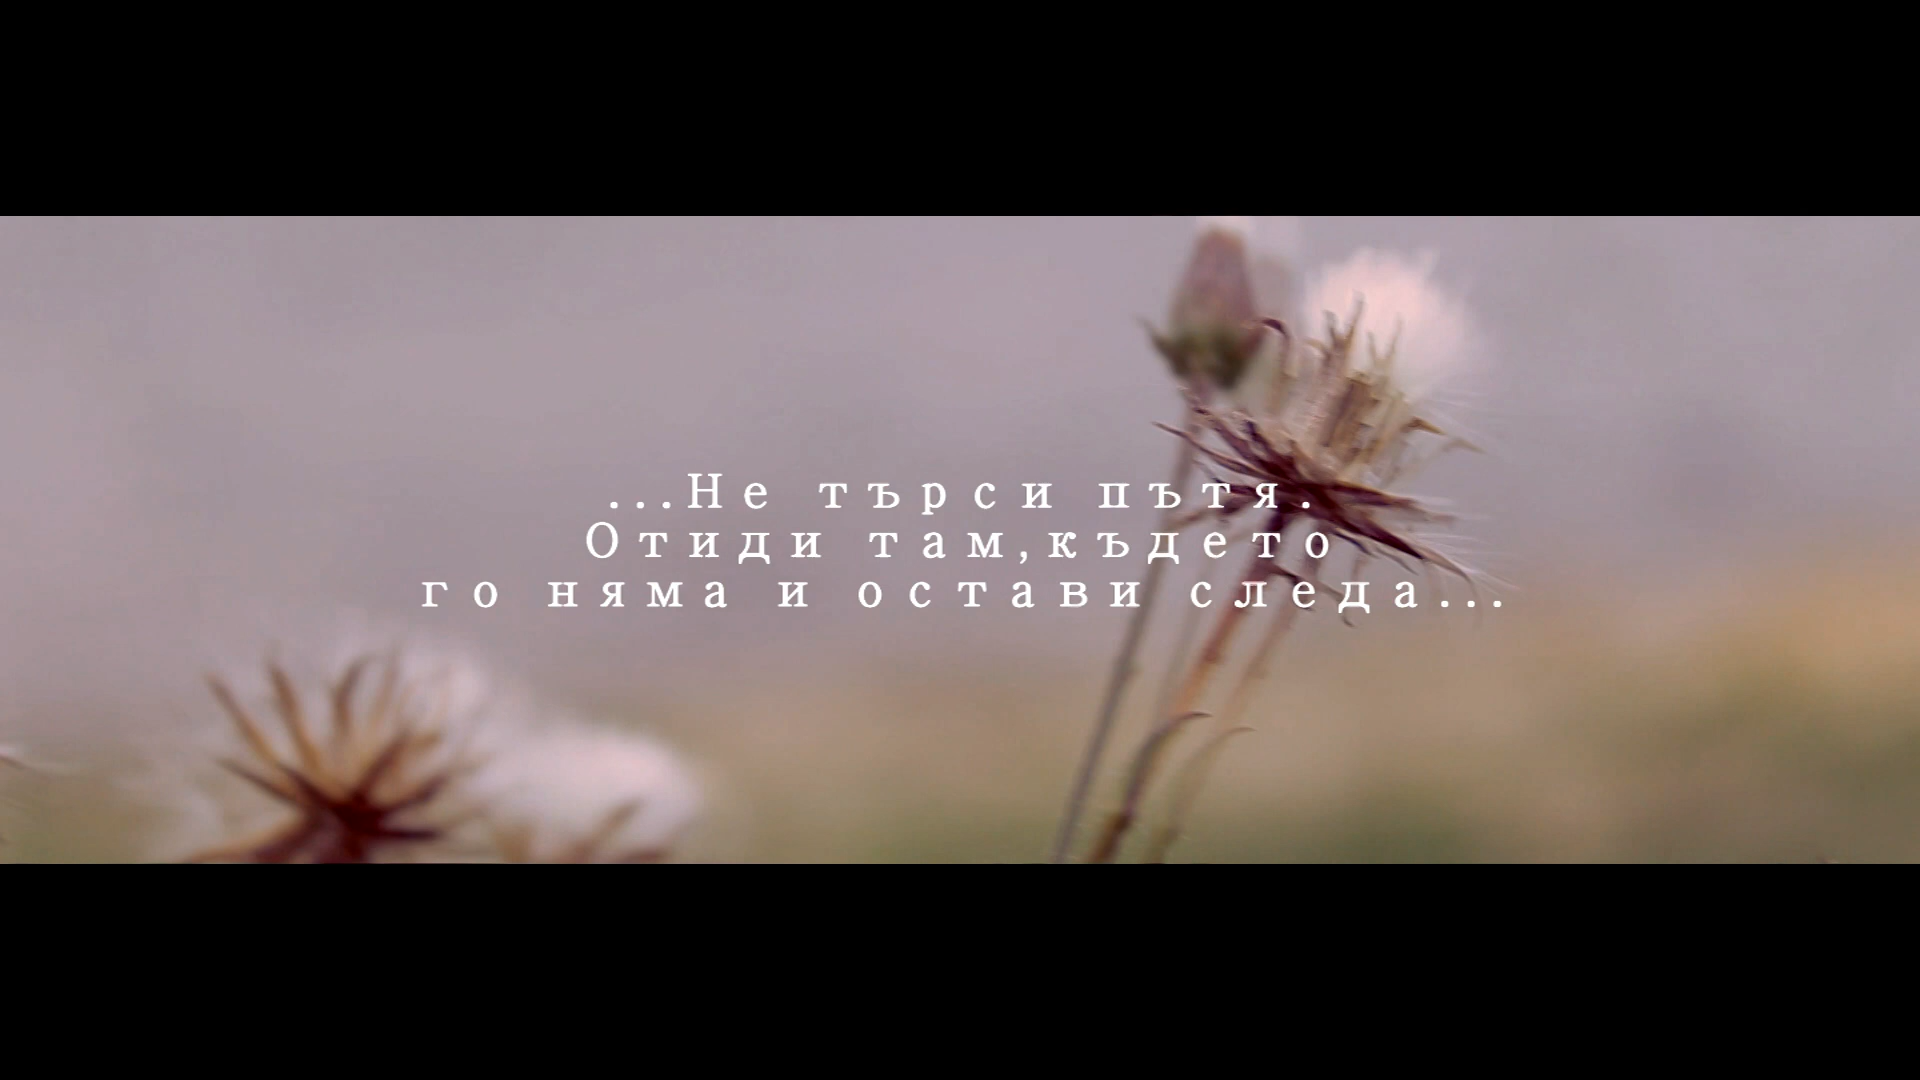 ...Не търси пътя.
Отиди там,където
го няма и остави следа...